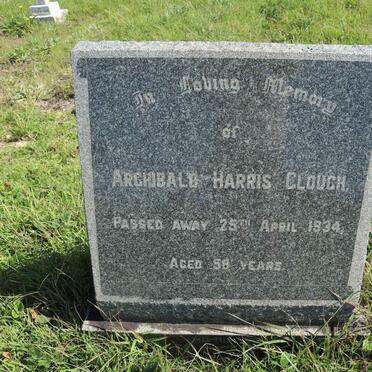 In Loving Memory
of
ARCHIBALD HARRIS CLOUGH
PASSED AWAY 25TH APRIL 1934,
AGED 58 YEARS